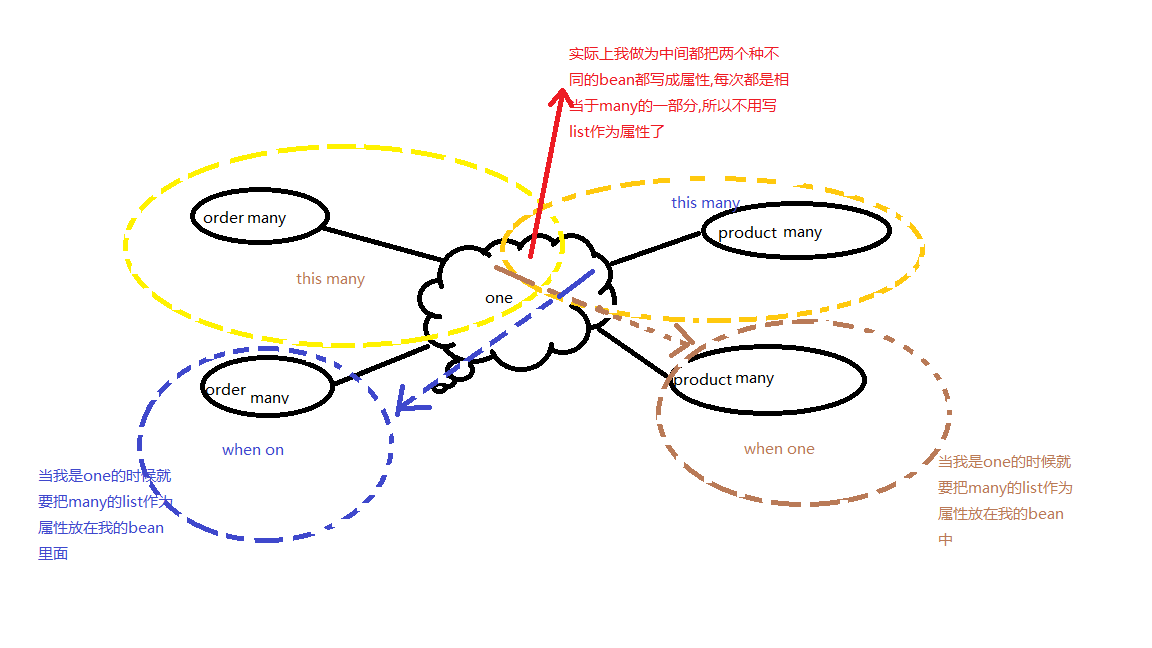 实际上我做为中间都把两个种不
同的bean都写成属性,每次都是相
当于many的一部分,所以不用写
list作为属性了
this many
order many
product many
this many
one
order
many
product many
when on
when one
当我是one的时候就
要把many的list作为
属性放在我的bean
里面
当我是one的时候就
要把many的list作为
属性放在我的bean
中